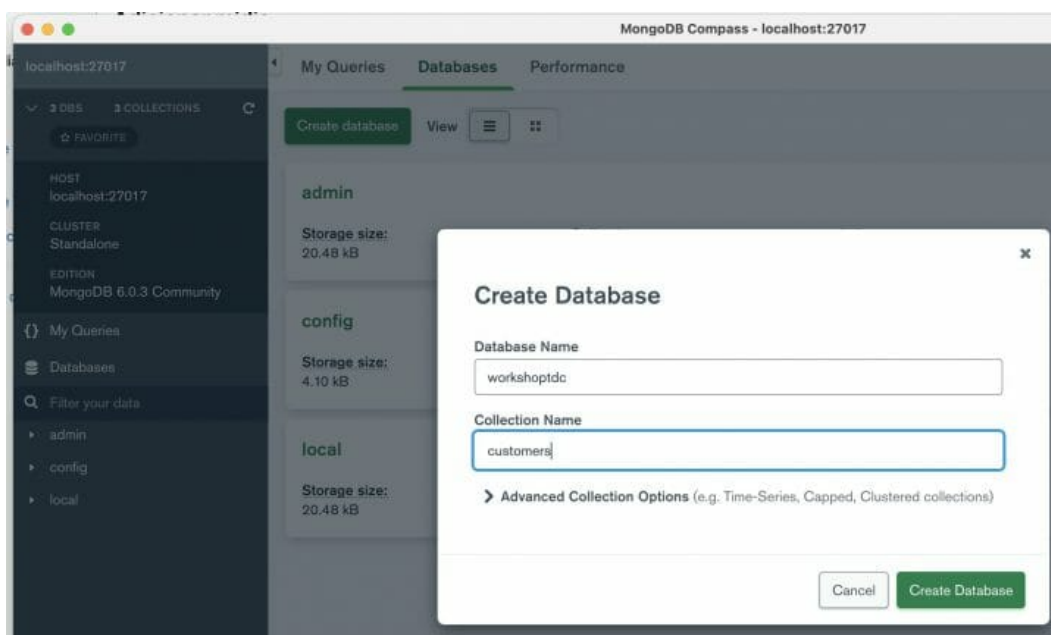 MongoDB Compass - localhost:27017
localhost:27017
3 DBS 3 COLLECTIONS
FAVORITE
HOST
localhost:27017
CLUSTER
Standalone
EDITION
MongoDB 6.0.3 Community
{} My Queries
Databases
Filter your data
admin
config
local
My Queries Databases Performance
Create database View
admin
Storage size:
20.48 kB
config
Storage size:
4.10 kB
local
Storage size:
20.48 kB
Create Database
Database Name
workshoptdc
Collection Name
customers
Advanced Collection Options (e.g. Time-Series, Capped, Clustered collections)
Cancel Create Database